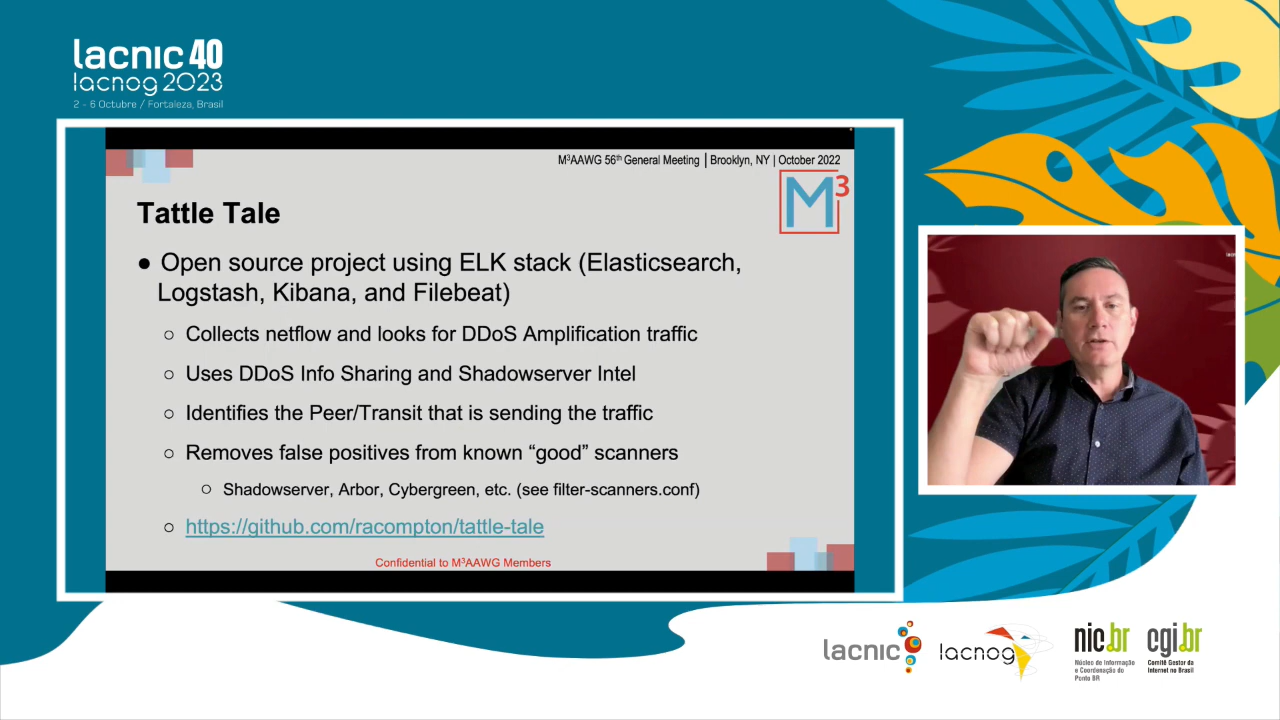 lacnic 40
lacnog 2023
2 - 6 Octubre / Fortaleza, Brasil
M³AAWG 56th General Meeting | Brooklyn, NY | October 2022
M3
Tattle Tale
● Open source project using ELK stack (Elasticsearch,
Logstash, Kibana, and Filebeat)
○ Collects netflow and looks for DDoS Amplification traffic
○ Uses DDoS Info Sharing and Shadowserver Intel
○ Identifies the Peer/Transit that is sending the traffic
○ Removes false positives from known “good” scanners
○ Shadowserver, Arbor, Cybergreen, etc. (see filter-scanners.conf)
○ https://github.com/racompton/tattle-tale
Confidential to M³AAWG Members
lacnic
lacnog
nic.br
Núcleo de Informação
e Coordenação do
Ponto BR
cgi.br
Comitê Gestor da
Internet no Brasil